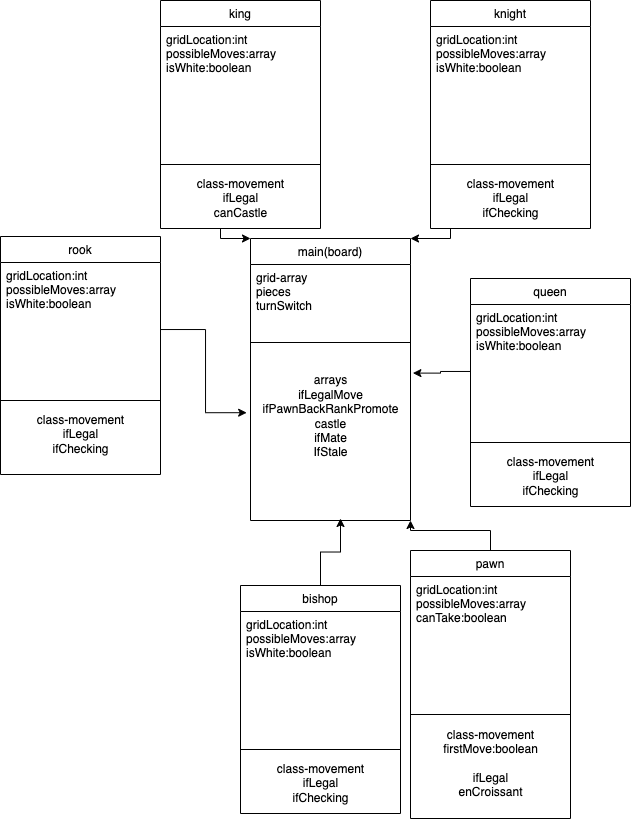 king
gridLocation:int
possibleMoves:array
isWhite:boolean
class-movement
ifLegal
canCastle
knight
gridLocation:int
possibleMoves:array
isWhite:boolean
class-movement
ifLegal
ifChecking
rook
gridLocation:int
possibleMoves:array
isWhite:boolean
class-movement
ifLegal
ifChecking
main(board)
grid-array
pieces
turnSwitch
arrays
ifLegalMove
ifPawnBackRankPromote
castle
ifMate
IfStale
queen
gridLocation:int
possibleMoves:array
isWhite:boolean
class-movement
ifLegal
ifChecking
bishop
gridLocation:int
possibleMoves:array
isWhite:boolean
class-movement
ifLegal
ifChecking
pawn
gridLocation:int
possibleMoves:array
canTake:boolean
class-movement
firstMove:boolean
ifLegal
enCroissant